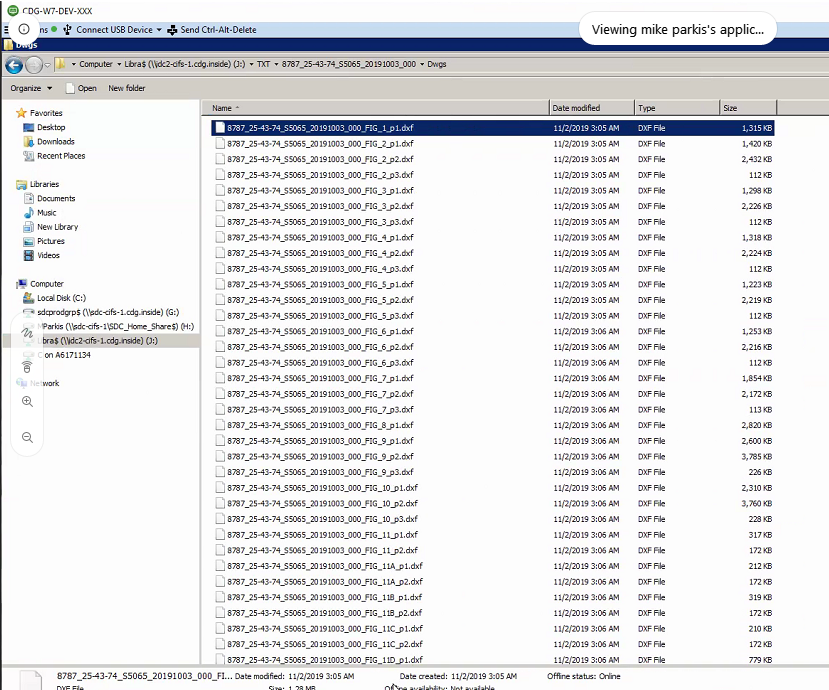 CDG-W7-DEV-XXX
ns Connect USB Device Send Ctrl-Alt-Delete
Viewing mike parkis's applic...
Dwgs
Computer Libra$ (\\jdc2-cifs-1.cdg.inside) (J:) TXT 8787_25-43-74_S5065_20191003_000 Dwgs
Organize Open New folder
Name Date modified Type Size
Favorites
Desktop
Downloads
Recent Places
Libraries
Documents
Music
New Library
Pictures
Videos
Computer
Local Disk (C:)
sdcprodgrp$ (\\sdc-cifs-1.cdg.inside) (G:)
MParkis (\\sdc-cifs-1\SDC_Home_Share$) (H:)
Libra$ (\\jdc2-cifs-1.cdg.inside) (J:)
C on A6171134
Network
8787_25-43-74_S5065_20191003_000_FIG_1_p1.dxf 11/2/2019 3:05 AM DXF File 1,315 KB
8787_25-43-74_S5065_20191003_000_FIG_2_p1.dxf 11/2/2019 3:05 AM DXF File 1,420 KB
8787_25-43-74_S5065_20191003_000_FIG_2_p2.dxf 11/2/2019 3:05 AM DXF File 2,432 KB
8787_25-43-74_S5065_20191003_000_FIG_2_p3.dxf 11/2/2019 3:05 AM DXF File 112 KB
8787_25-43-74_S5065_20191003_000_FIG_3_p1.dxf 11/2/2019 3:05 AM DXF File 1,298 KB
8787_25-43-74_S5065_20191003_000_FIG_3_p2.dxf 11/2/2019 3:05 AM DXF File 2,226 KB
8787_25-43-74_S5065_20191003_000_FIG_3_p3.dxf 11/2/2019 3:05 AM DXF File 112 KB
8787_25-43-74_S5065_20191003_000_FIG_4_p1.dxf 11/2/2019 3:05 AM DXF File 1,318 KB
8787_25-43-74_S5065_20191003_000_FIG_4_p2.dxf 11/2/2019 3:05 AM DXF File 2,224 KB
8787_25-43-74_S5065_20191003_000_FIG_4_p3.dxf 11/2/2019 3:05 AM DXF File 112 KB
8787_25-43-74_S5065_20191003_000_FIG_5_p1.dxf 11/2/2019 3:05 AM DXF File 1,223 KB
8787_25-43-74_S5065_20191003_000_FIG_5_p2.dxf 11/2/2019 3:05 AM DXF File 2,219 KB
8787_25-43-74_S5065_20191003_000_FIG_5_p3.dxf 11/2/2019 3:05 AM DXF File 112 KB
8787_25-43-74_S5065_20191003_000_FIG_6_p1.dxf 11/2/2019 3:06 AM DXF File 1,253 KB
8787_25-43-74_S5065_20191003_000_FIG_6_p2.dxf 11/2/2019 3:06 AM DXF File 2,216 KB
8787_25-43-74_S5065_20191003_000_FIG_6_p3.dxf 11/2/2019 3:06 AM DXF File 112 KB
8787_25-43-74_S5065_20191003_000_FIG_7_p1.dxf 11/2/2019 3:06 AM DXF File 1,854 KB
8787_25-43-74_S5065_20191003_000_FIG_7_p2.dxf 11/2/2019 3:06 AM DXF File 2,172 KB
8787_25-43-74_S5065_20191003_000_FIG_7_p3.dxf 11/2/2019 3:06 AM DXF File 113 KB
8787_25-43-74_S5065_20191003_000_FIG_8_p1.dxf 11/2/2019 3:06 AM DXF File 2,820 KB
8787_25-43-74_S5065_20191003_000_FIG_9_p1.dxf 11/2/2019 3:06 AM DXF File 2,600 KB
8787_25-43-74_S5065_20191003_000_FIG_9_p2.dxf 11/2/2019 3:06 AM DXF File 3,785 KB
8787_25-43-74_S5065_20191003_000_FIG_9_p3.dxf 11/2/2019 3:06 AM DXF File 226 KB
8787_25-43-74_S5065_20191003_000_FIG_10_p1.dxf 11/2/2019 3:06 AM DXF File 2,310 KB
8787_25-43-74_S5065_20191003_000_FIG_10_p2.dxf 11/2/2019 3:06 AM DXF File 3,760 KB
8787_25-43-74_S5065_20191003_000_FIG_10_p3.dxf 11/2/2019 3:06 AM DXF File 228 KB
8787_25-43-74_S5065_20191003_000_FIG_11_p1.dxf 11/2/2019 3:06 AM DXF File 317 KB
8787_25-43-74_S5065_20191003_000_FIG_11_p2.dxf 11/2/2019 3:06 AM DXF File 172 KB
8787_25-43-74_S5065_20191003_000_FIG_11A_p1.dxf 11/2/2019 3:06 AM DXF File 212 KB
8787_25-43-74_S5065_20191003_000_FIG_11A_p2.dxf 11/2/2019 3:06 AM DXF File 172 KB
8787_25-43-74_S5065_20191003_000_FIG_11B_p1.dxf 11/2/2019 3:06 AM DXF File 319 KB
8787_25-43-74_S5065_20191003_000_FIG_11B_p2.dxf 11/2/2019 3:06 AM DXF File 172 KB
8787_25-43-74_S5065_20191003_000_FIG_11C_p1.dxf 11/2/2019 3:06 AM DXF File 210 KB
8787_25-43-74_S5065_20191003_000_FIG_11C_p2.dxf 11/2/2019 3:06 AM DXF File 172 KB
8787_25-43-74_S5065_20191003_000_FIG_11D_p1.dxf 11/2/2019 3:06 AM DXF File 779 KB
8787_25-43-74_S5065_20191003_000_FI... Date modified: 11/2/2019 3:05 AM Date created: 11/2/2019 3:05 AM Offline status: Online
DXF File Size: 1.28 MB Offline availability: Not available